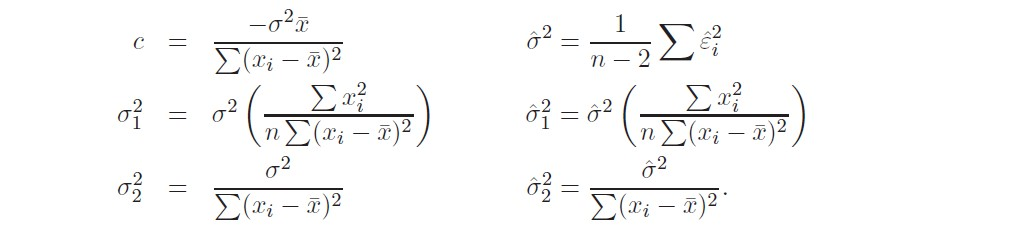 c = \frac{-\sigma^2 \bar{x}}{\sum (x_i - \bar{x})^2} \hat{\sigma}^2 = \frac{1}{n-2} \sum \hat{\varepsilon}_i^2
\sigma_1^2 = \sigma^2 \left( \frac{\sum x_i^2}{n \sum (x_i - \bar{x})^2} \right) \hat{\sigma}_1^2 = \hat{\sigma}^2 \left( \frac{\sum x_i^2}{n \sum (x_i - \bar{x})^2} \right)
\sigma_2^2 = \frac{\sigma^2}{\sum (x_i - \bar{x})^2} \hat{\sigma}_2^2 = \frac{\hat{\sigma}^2}{\sum (x_i - \bar{x})^2}.